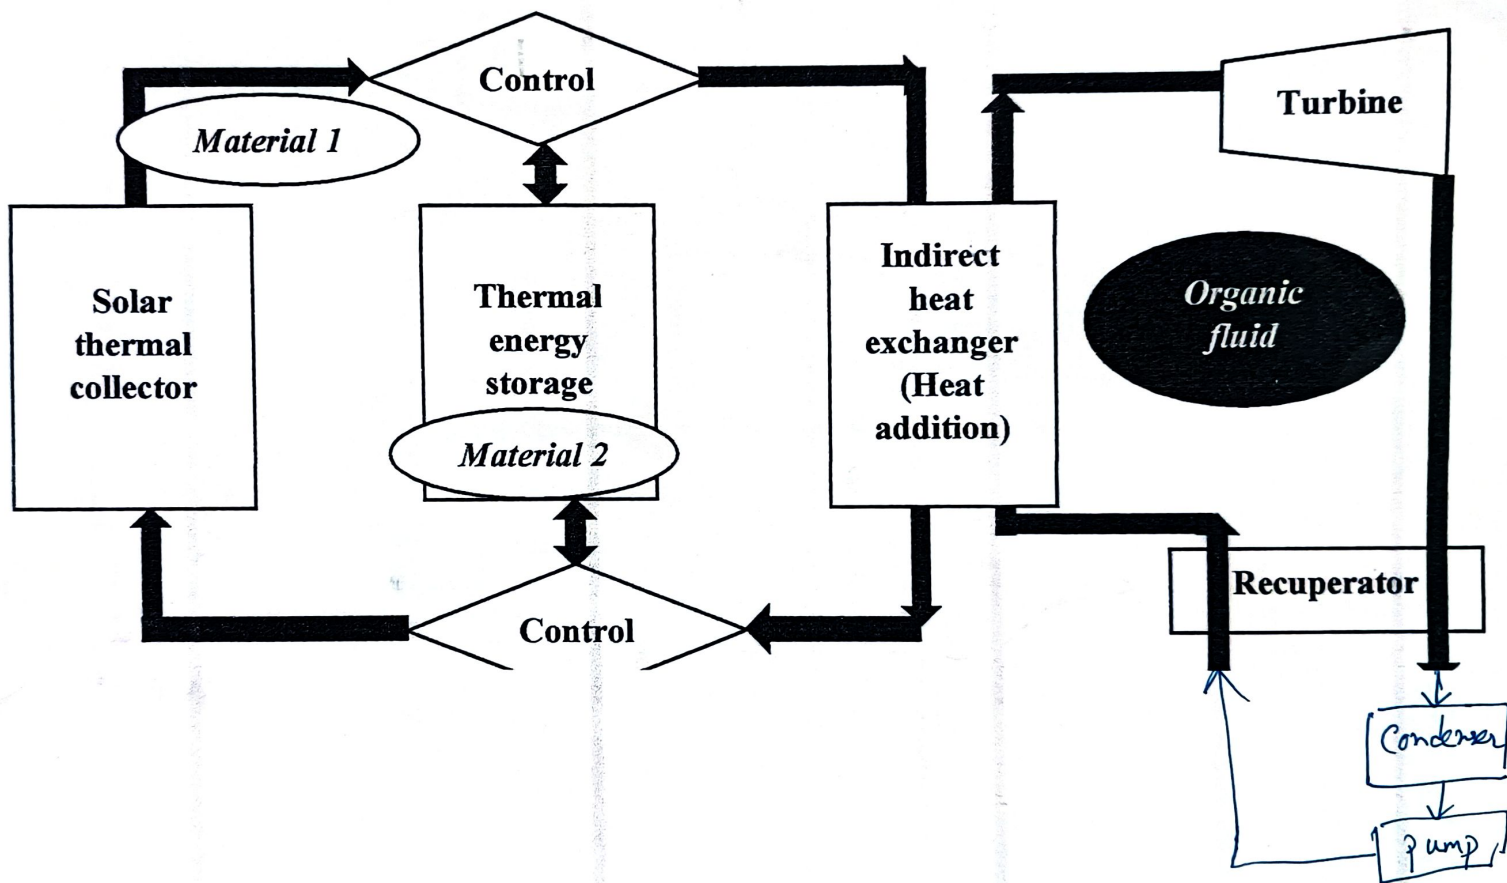 Control
Material 1
Turbine
Solar
thermal
collector
Thermal
energy
storage
Material 2
Indirect
heat
exchanger
(Heat
addition)
Organic
fluid
Control
Recuperator
Condenser
pump